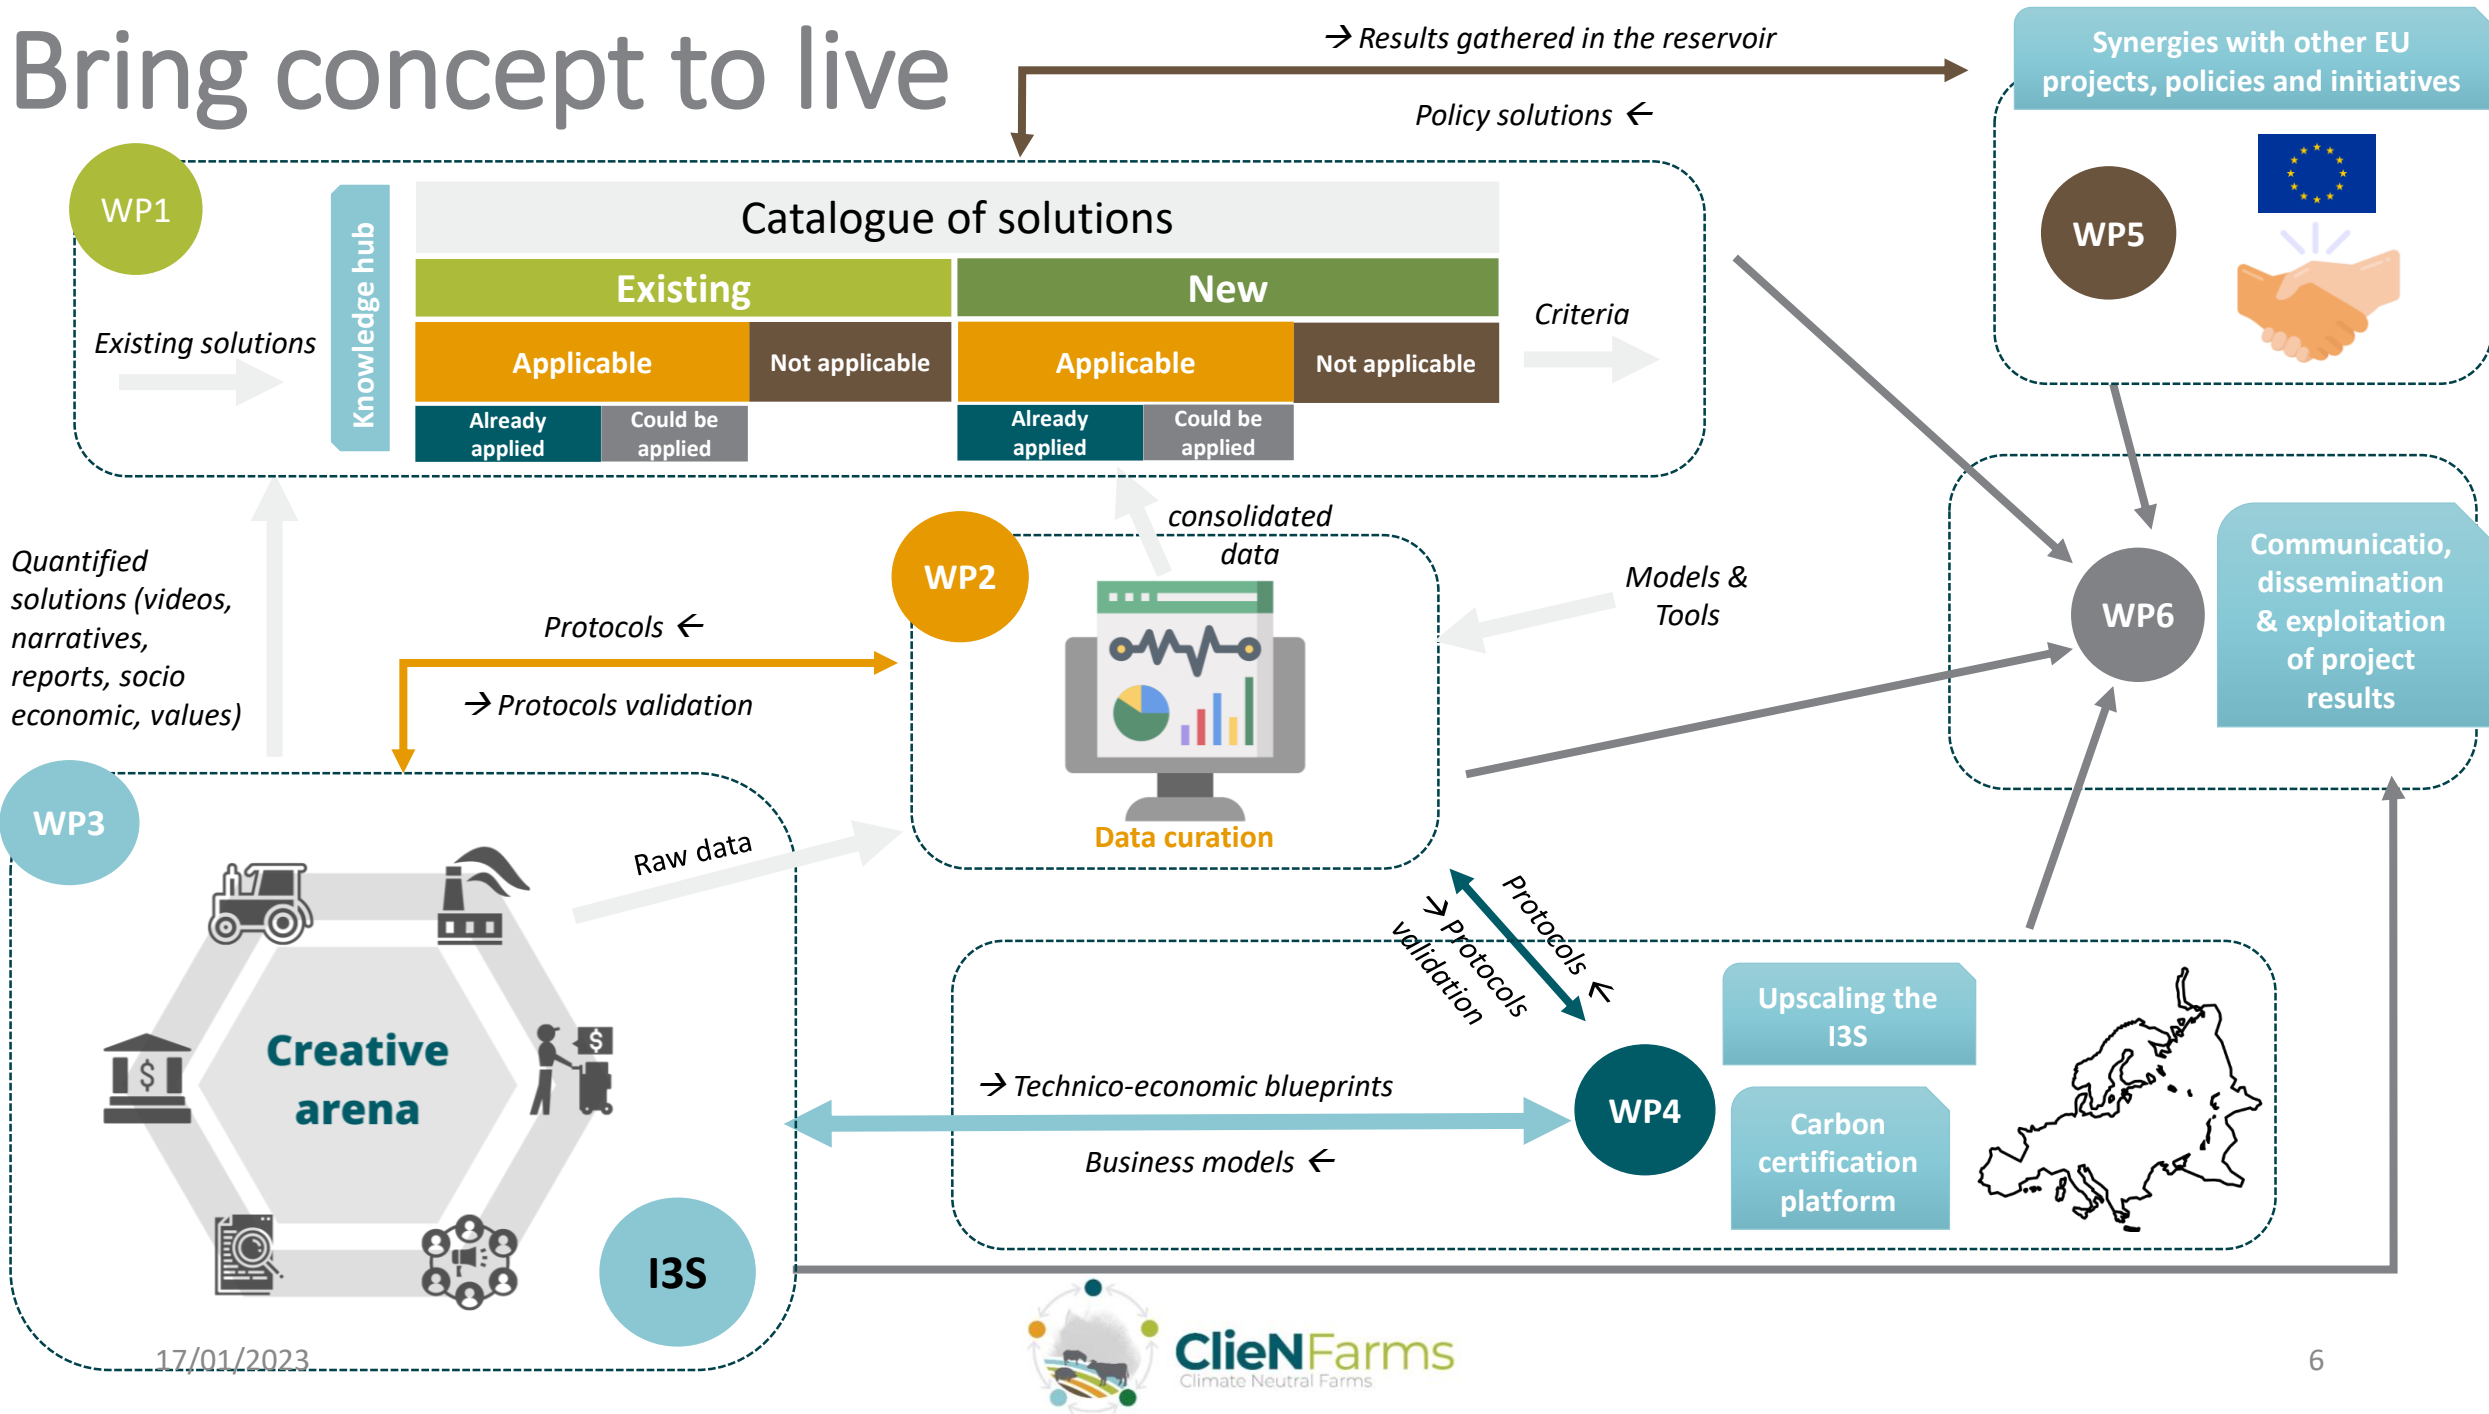 Bring concept to live
→ Results gathered in the reservoir
Policy solutions ←
Synergies with other EU
projects, policies and initiatives
WP5
WP1
Existing solutions
Knowledge hub
Catalogue of solutions
Existing
New
Applicable
Not applicable
Applicable
Not applicable
Already
applied
Could be
applied
Already
applied
Could be
applied
Criteria
Quantified
solutions (videos,
narratives,
reports, socio
economic, values)
Protocols ←
→ Protocols validation
WP2
consolidated
data
Data curation
Models &
Tools
WP6
Communicatio,
dissemination
& exploitation
of project
results
WP3
Raw data
Creative
arena
I3S
Protocols ←
→ Protocols
validation
→ Technico-economic blueprints
Business models ←
WP4
Upscaling the
I3S
Carbon
certification
platform
17/01/2023
ClieNFarms
Climate Neutral Farms
6